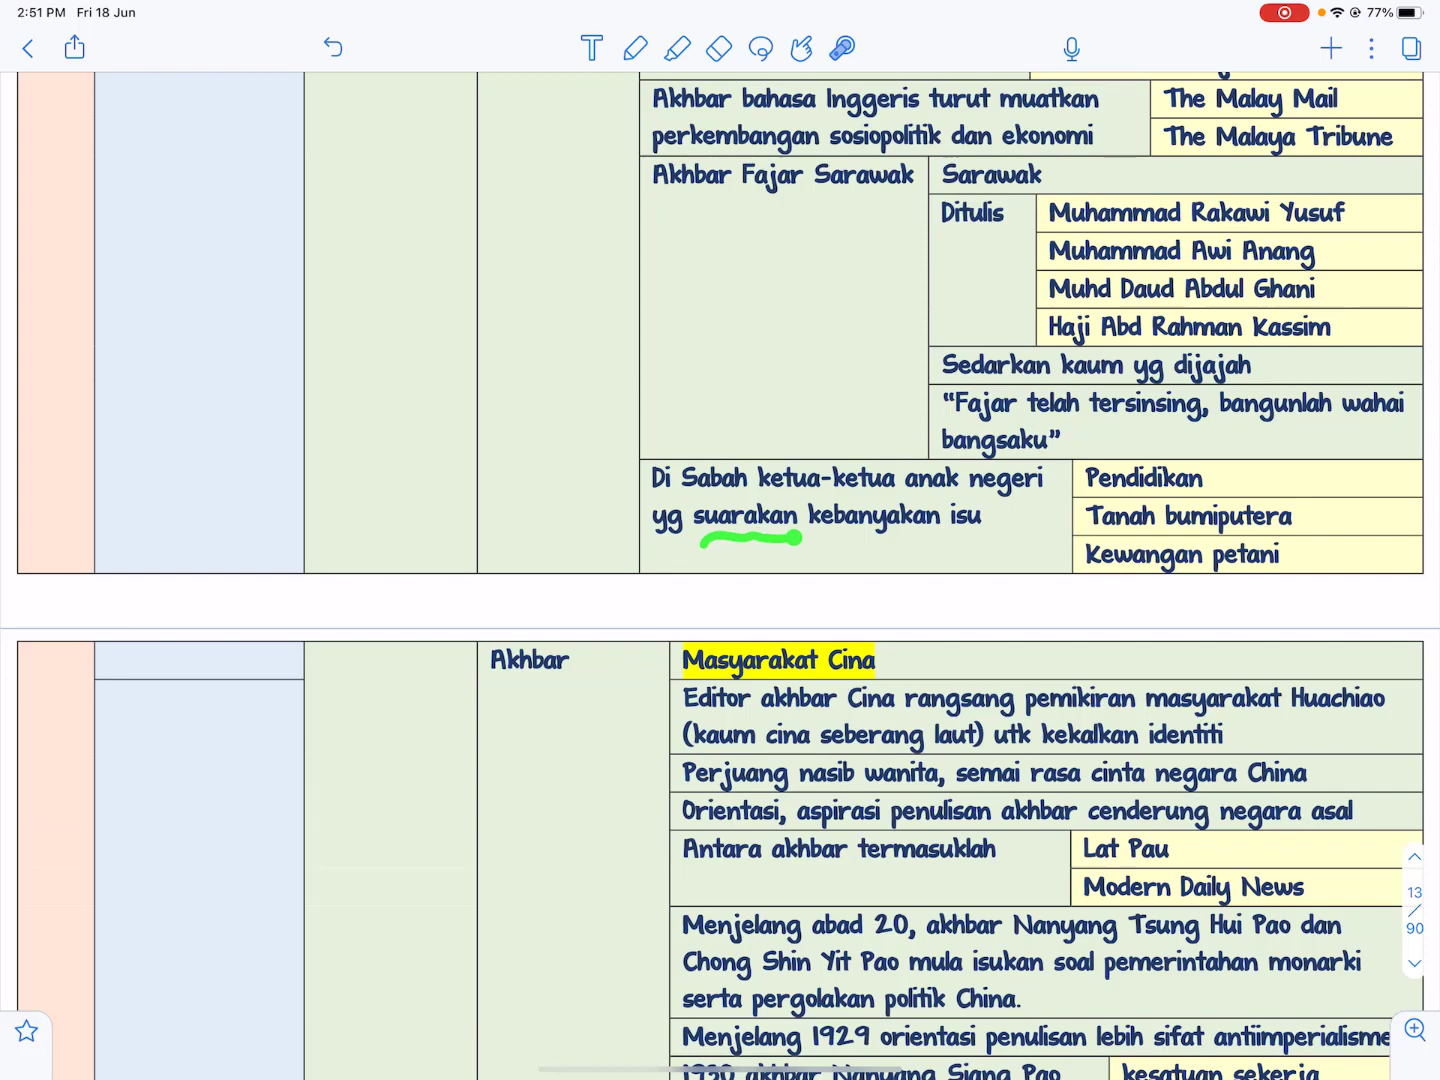 2:51 PM Fri 18 Jun
77%
Akhbar bahasa Inggeris turut muatkan
perkembangan sosiopolitik dan ekonomi
The Malay Mail
The Malaya Tribune
Akhbar Fajar Sarawak
Sarawak
Ditulis
Muhammad Rakawi Yusuf
Muhammad Awi Anang
Muhd Daud Abdul Ghani
Haji Abd Rahman Kassim
Sedarkan kaum yg dijajah
“Fajar telah tersinsing, bangunlah wahai
bangsaku”
Di Sabah ketua-ketua anak negeri
yg suarakan kebanyakan isu
Pendidikan
Tanah bumiputera
Kewangan petani
Akhbar
Masyarakat Cina
Editor akhbar Cina rangsang pemikiran masyarakat Huachiao
(kaum cina seberang laut) utk kekalkan identiti
Perjuang nasib wanita, semai rasa cinta negara China
Orientasi, aspirasi penulisan akhbar cenderung negara asal
Antara akhbar termasuklah
Lat Pau
Modern Daily News
Menjelang abad 20, akhbar Nanyang Tsung Hui Pao dan
Chong Shin Yit Pao mula isukan soal pemerintahan monarki
serta pergolakan politik China.
Menjelang 1929 orientasi penulisan lebih sifat antiimperialisme
1930 akhbar Nanyang Siang Pao
kesatuan sekerja
13
90